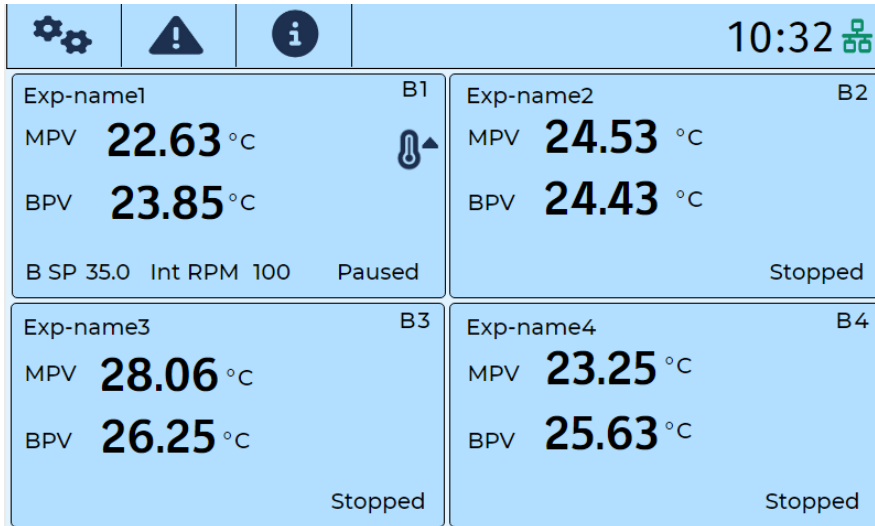 10:32
Exp-name1 B1
MPV 22.63 °C
BPV 23.85 °C
B SP 35.0 Int RPM 100 Paused
Exp-name2 B2
MPV 24.53 °C
BPV 24.43 °C
Stopped
Exp-name3 B3
MPV 28.06 °C
BPV 26.25 °C
Stopped
Exp-name4 B4
MPV 23.25 °C
BPV 25.63 °C
Stopped